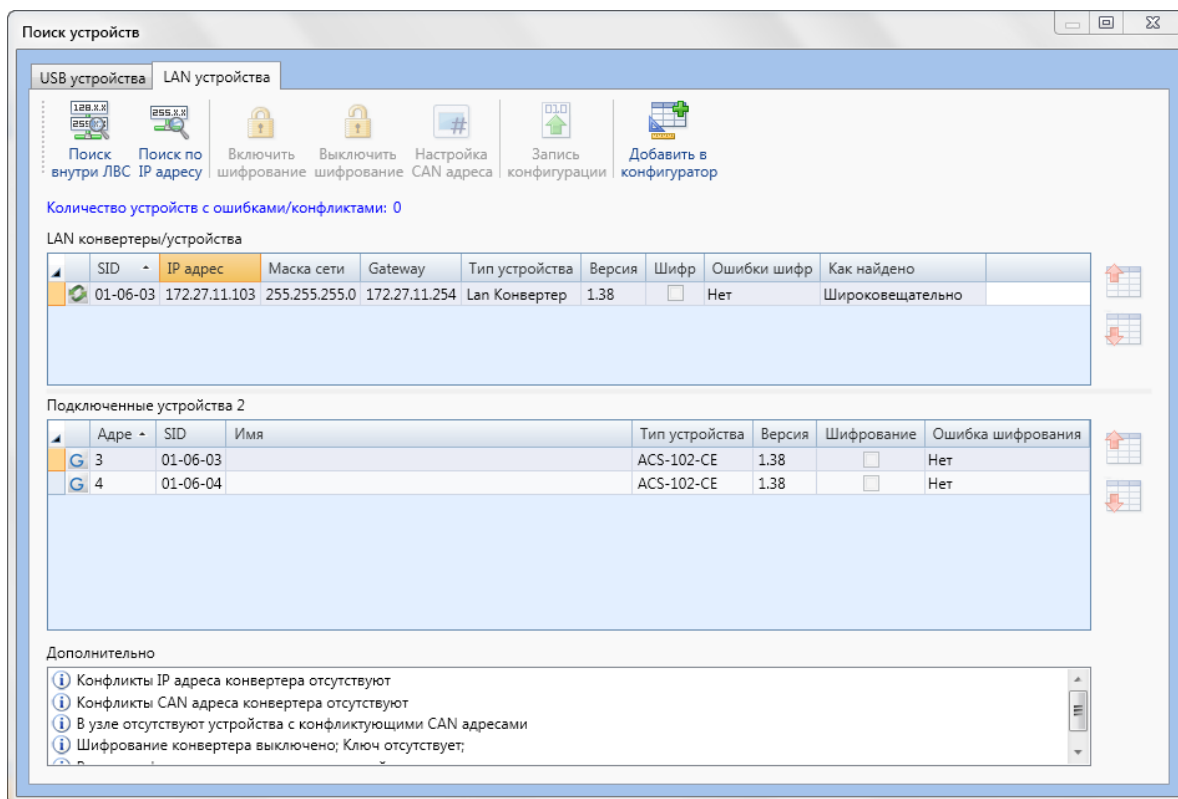 Поиск устройств
USB устройства LAN устройства
128.X.X 255.X.X 010
Поиск внутри ЛВС
Поиск по IP адресу
Включить шифрование
Выключить шифрование
Настройка CAN адреса
Запись конфигурации
Добавить в конфигуратор
Количество устройств с ошибками/конфликтами: 0
LAN конвертеры/устройства
SID IP адрес Маска сети Gateway Тип устройства Версия Шифр Ошибки шифр Как найдено
01-06-03 172.27.11.103 255.255.255.0 172.27.11.254 Lan Конвертер 1.38 Нет Широковещательно
Подключенные устройства 2
Адре SID Имя Тип устройства Версия Шифрование Ошибка шифрования
G 3 01-06-03 ACS-102-CE 1.38 Нет
G 4 01-06-04 ACS-102-CE 1.38 Нет
Дополнительно
Конфликты IP адреса конвертера отсутствуют
Конфликты CAN адреса конвертера отсутствуют
В узле отсутствуют устройства с конфликтующими CAN адресами
Шифрование конвертера выключено; Ключ отсутствует;